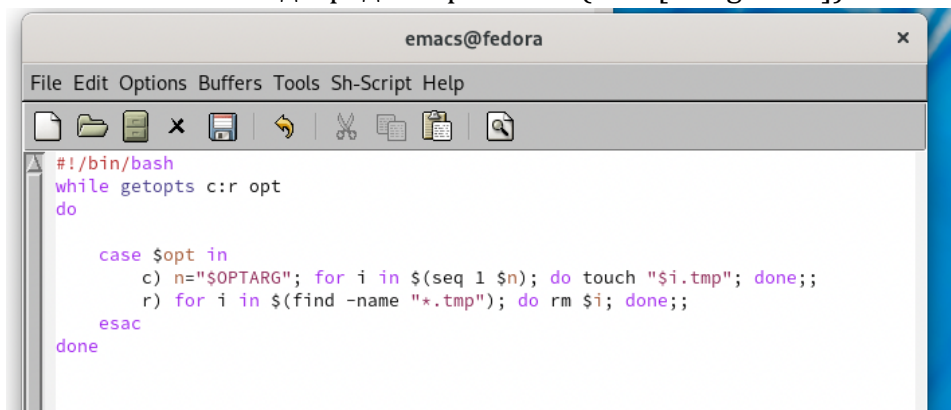 emacs@fedora ×
File Edit Options Buffers Tools Sh-Script Help
#!/bin/bash
while getopts c:r opt
do
    case $opt in
        c) n="$OPTARG"; for i in $(seq 1 $n); do touch "$i.tmp"; done;;
        r) for i in $(find -name "*.tmp"); do rm $i; done;;
    esac
done